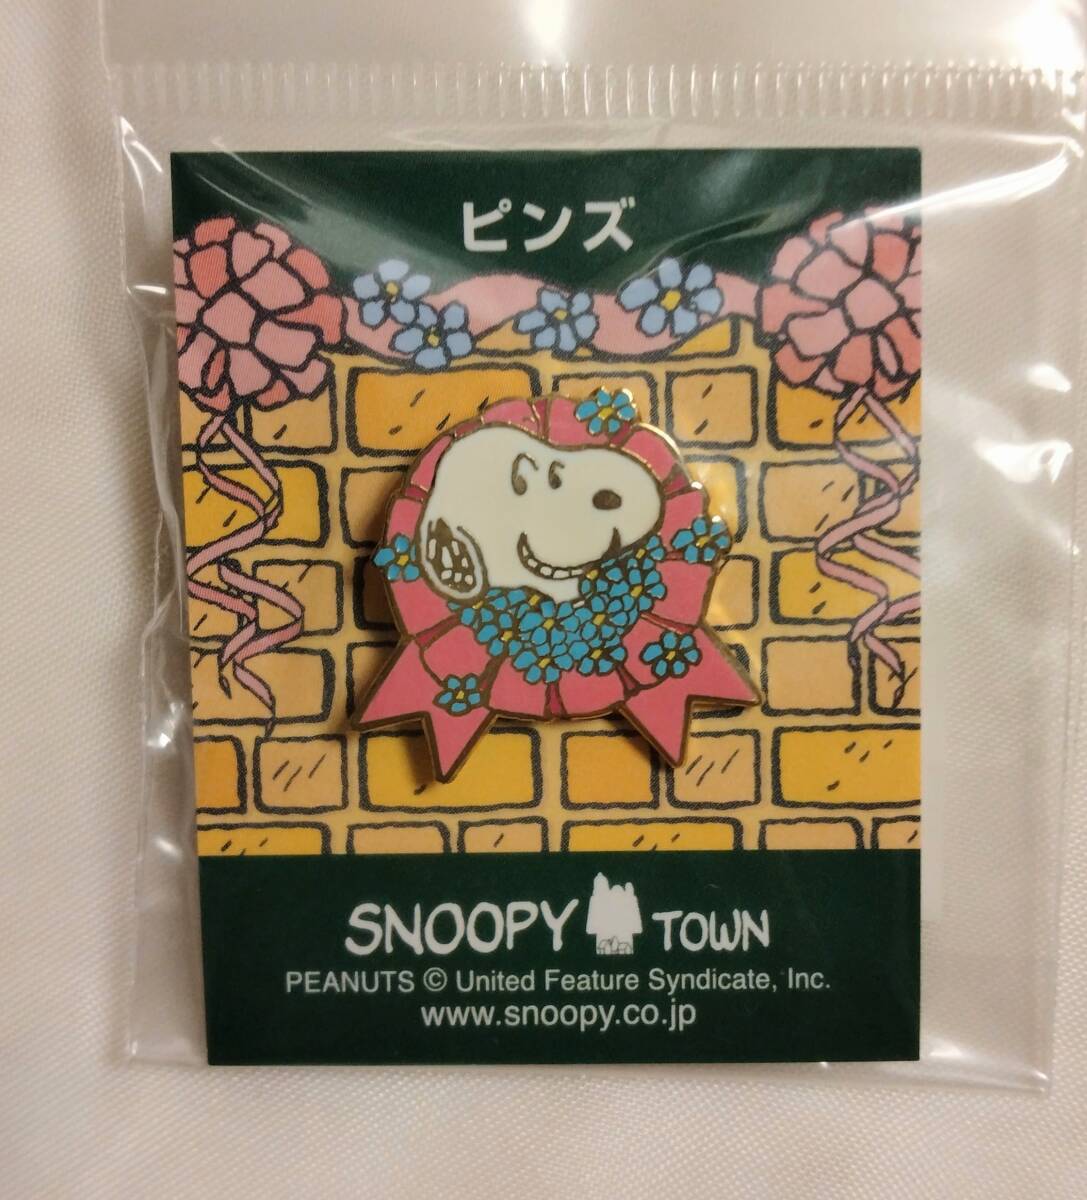 ピンズ
SNOOPY TOWN
PEANUTS © United Feature Syndicate, Inc.
www.snoopy.co.jp